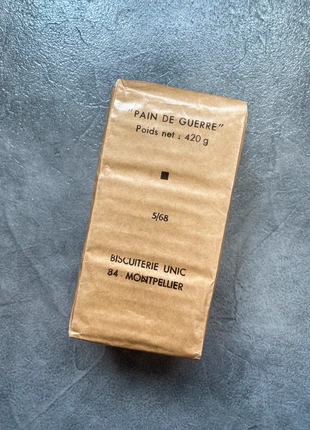 "PAIN DE GUERRE"
Poids net : 420 g
5/68
BISCUITERIE UNIC
84 - MONTPELLIER